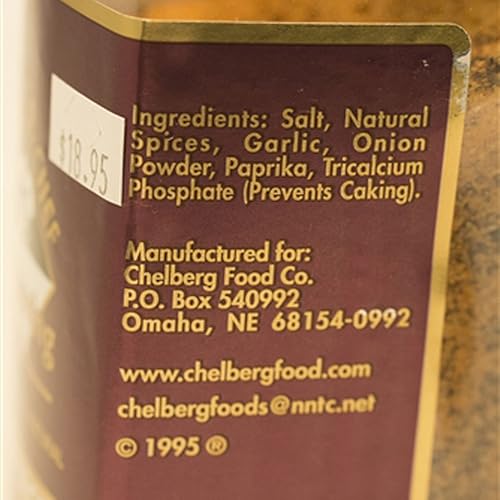 $18.95
Ingredients: Salt, Natural
Spices, Garlic, Onion
Powder, Paprika, Tricalcium
Phosphate (Prevents Caking).
Manufactured for:
Chelberg Food Co.
P.O. Box 540992
Omaha, NE 68154-0992
www.chelbergfood.com
chelbergfoods@nntc.net
© 1995 ®